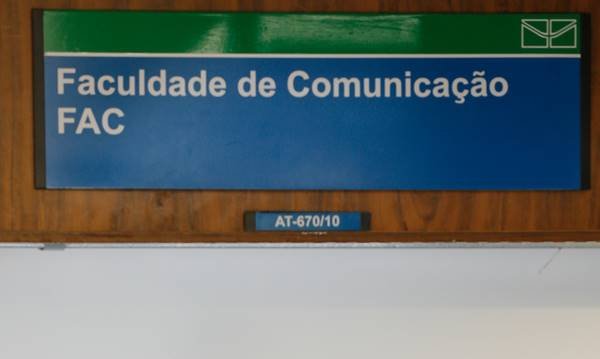 Faculdade de Comunicação
FAC
AT-670/10